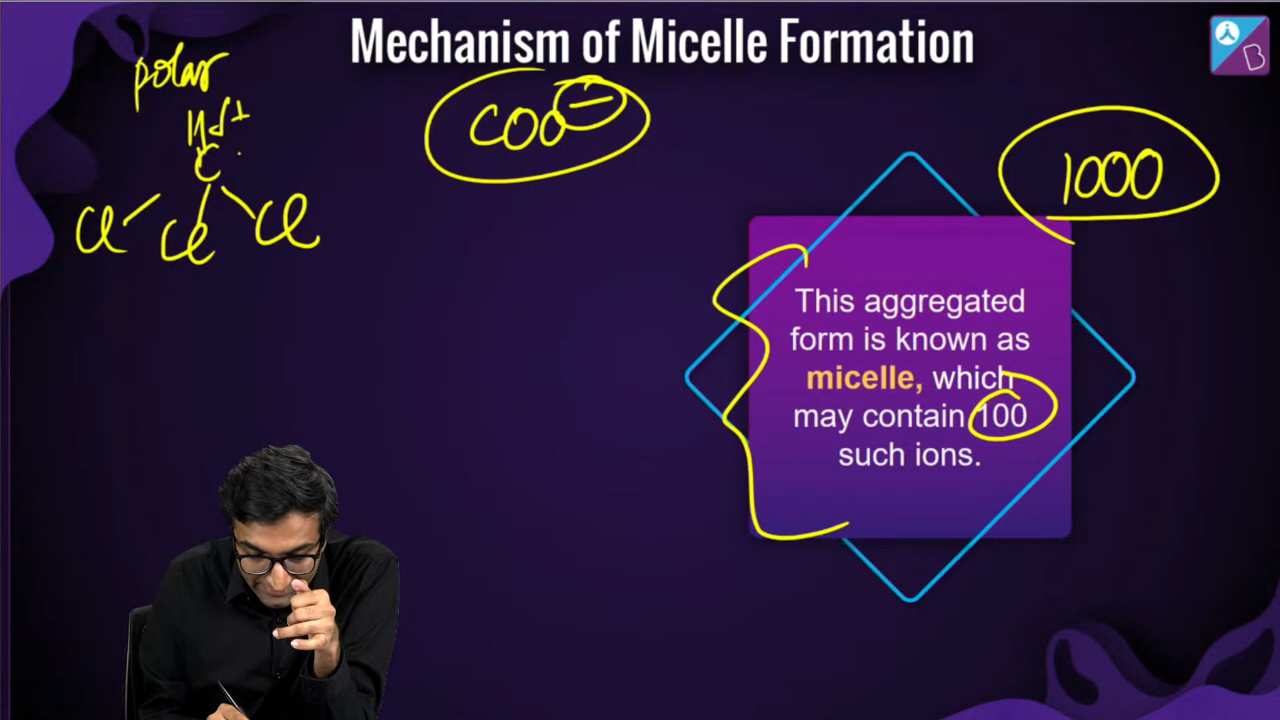 Mechanism of Micelle Formation
polar
Hδ+
C
Cl Cl Cl
COO−
1000
This aggregated
form is known as
micelle, which
may contain 100
such ions.
B